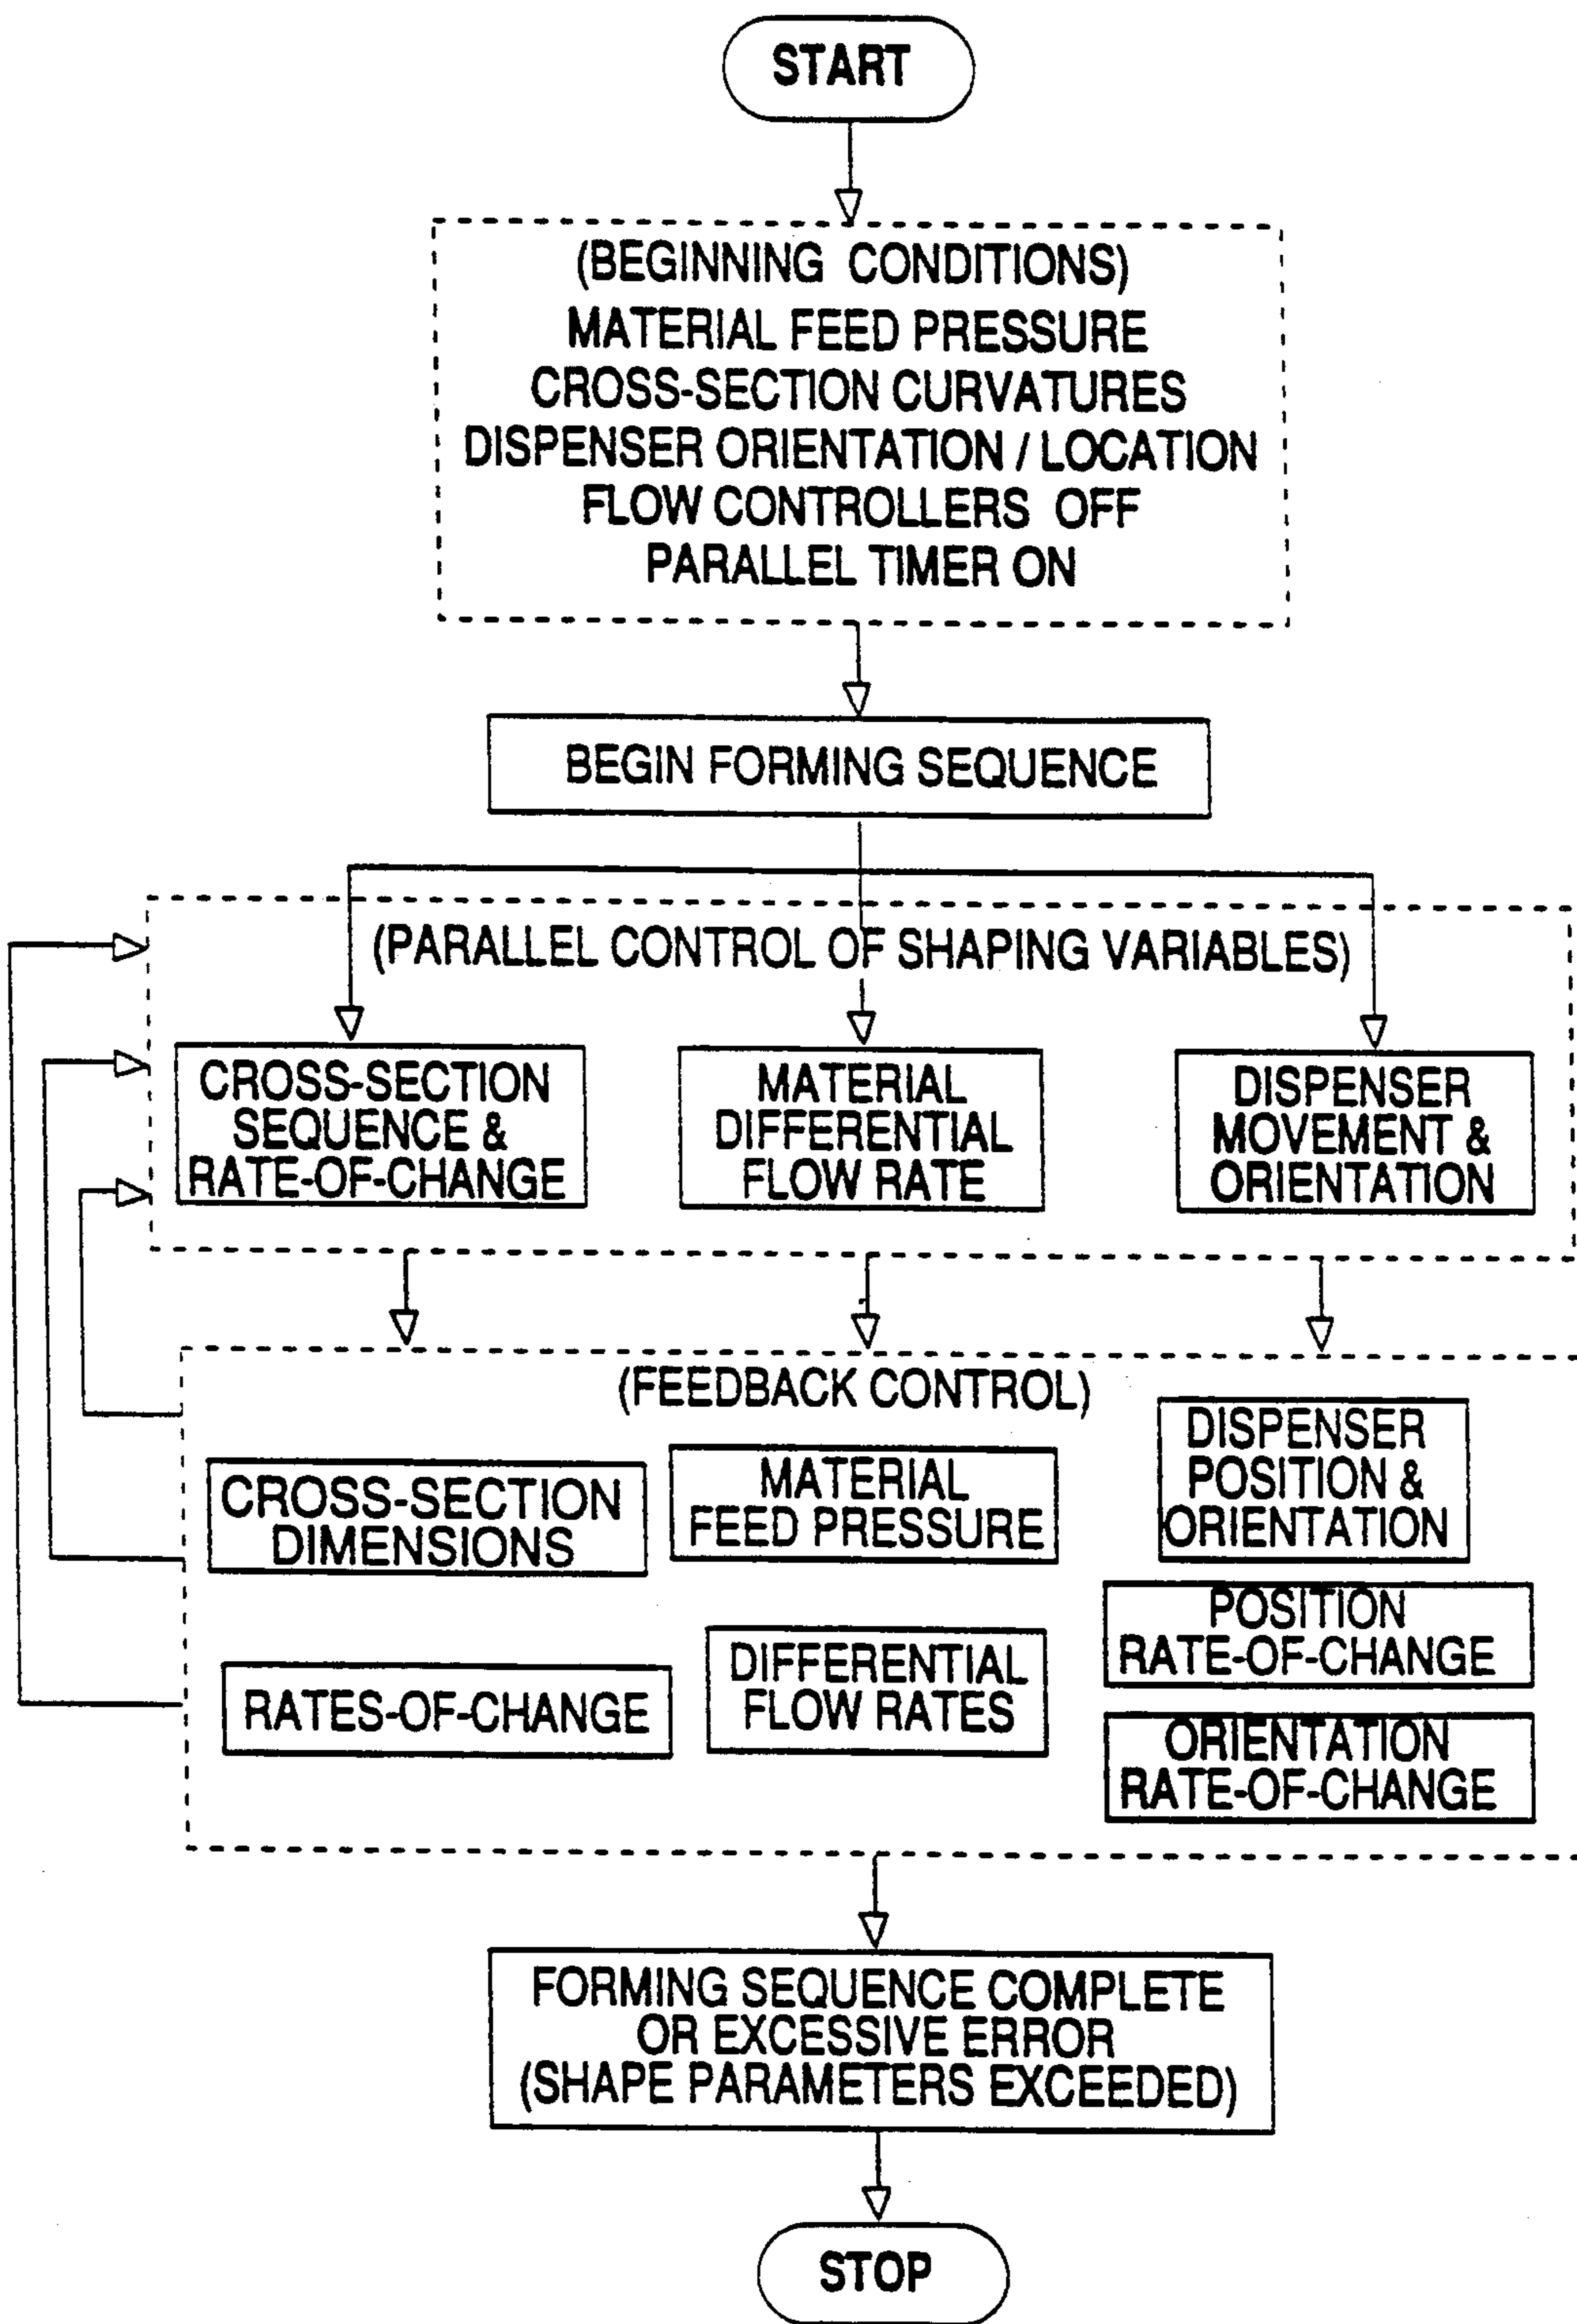 START
(BEGINNING CONDITIONS)
MATERIAL FEED PRESSURE
CROSS-SECTION CURVATURES
DISPENSER ORIENTATION / LOCATION
FLOW CONTROLLERS OFF
PARALLEL TIMER ON
BEGIN FORMING SEQUENCE
(PARALLEL CONTROL OF SHAPING VARIABLES)
CROSS-SECTION
SEQUENCE &
RATE-OF-CHANGE
MATERIAL
DIFFERENTIAL
FLOW RATE
DISPENSER
MOVEMENT &
ORIENTATION
(FEEDBACK CONTROL)
CROSS-SECTION
DIMENSIONS
RATES-OF-CHANGE
MATERIAL
FEED PRESSURE
DIFFERENTIAL
FLOW RATES
DISPENSER
POSITION &
ORIENTATION
POSITION
RATE-OF-CHANGE
ORIENTATION
RATE-OF-CHANGE
FORMING SEQUENCE COMPLETE
OR EXCESSIVE ERROR
(SHAPE PARAMETERS EXCEEDED)
STOP